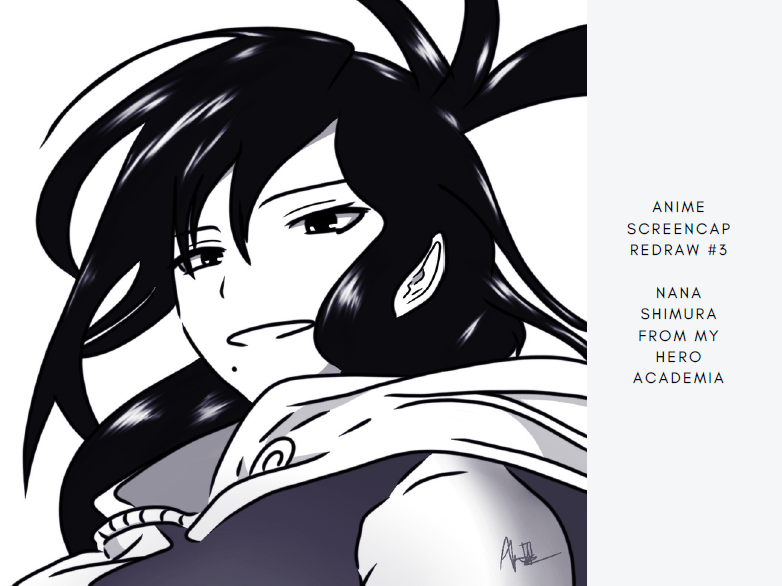 ANIME
SCREENCAP
REDRAW #3
NANA
SHIMURA
FROM MY
HERO
ACADEMIA